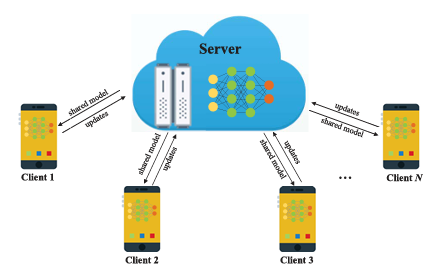 Server
shared model
updates
Client 1
shared model
updates
Client 2
updates
shared model
Client 3
...
updates
shared model
Client N